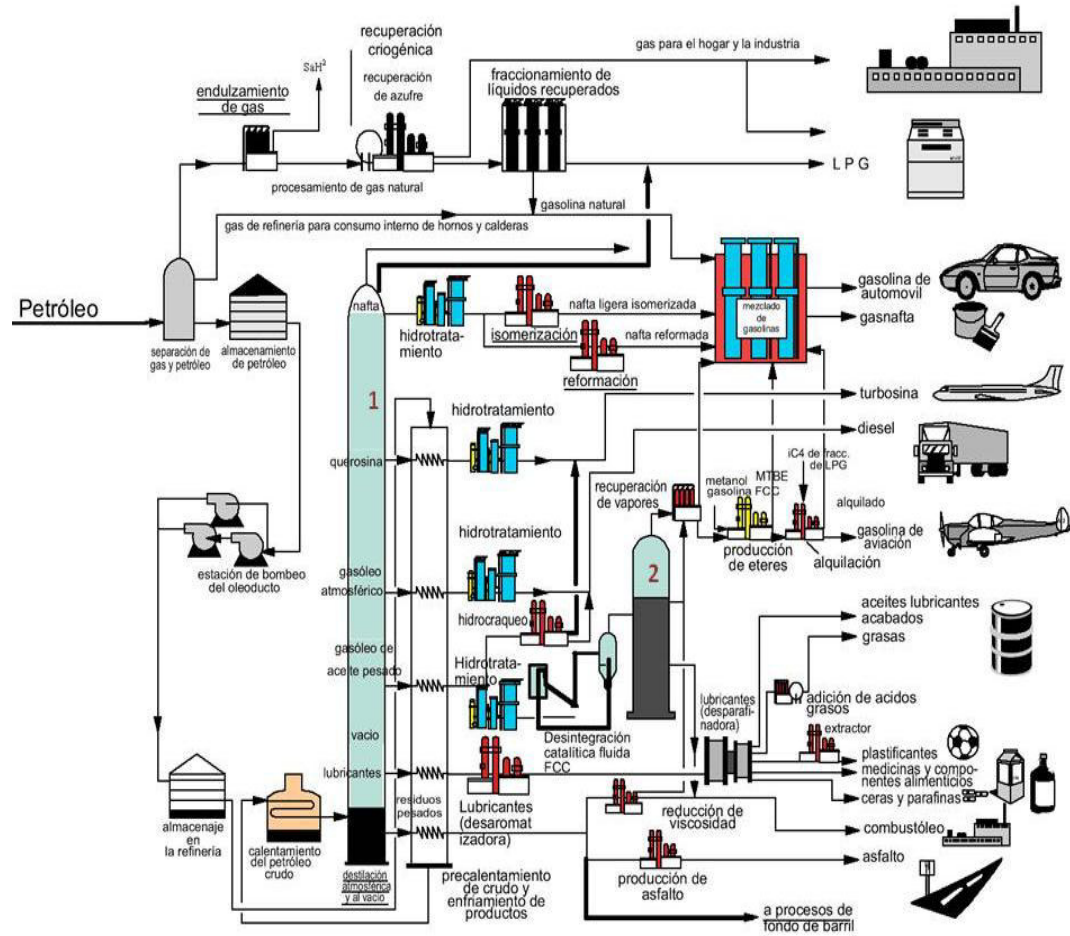 recuperación
criogénica
gas para el hogar y la industria
SäH²
recuperación
de azufre
fraccionamiento de
líquidos recuperados
endulzamiento
de gas
L P G
procesamiento de gas natural
gasolina natural
gas de refinería para consumo interno de hornos y calderas
Petróleo
nafta
nafta ligera isomerizada
mezclado
de
gasolinas
gasolina de
automovil
gasnafta
hidrotrata-
miento
isomerización
nafta reformada
reformación
separación de
gas y petróleo
almacenamiento
de petróleo
1
hidrotratamiento
turbosina
diesel
querosina
iC4 de fracc.
de LPG
MTBE
metanol
gasolina FCC
recuperación
de vapores
alquilado
gasolina de
aviación
producción
de eteres
alquilación
hidrotratamiento
estación de bombeo
del oleoducto
gasóleo
atmosférico
2
hidrocraqueo
aceites lubricantes
acabados
grasas
gasóleo de
aceite pesado
Hidrotrata-
miento
lubricantes
(desparafi-
nadora)
adición de acidos
grasos
extractor
Desintegración
catalítica fluida
FCC
vacio
plastificantes
medicinas y compo-
nentes alimenticios
ceras y parafinas
lubricantes
residuos
pesados
Lubricantes
(desaromat
izadora)
reducción de
viscosidad
combustóleo
almacenaje
en
la refinería
calentamiento
del petróleo
crudo
asfalto
producción de
asfalto
destilación
atmosférica
y al vacio
precalentamiento
de crudo y
enfriamiento de
productos
a procesos de
fondo de barril